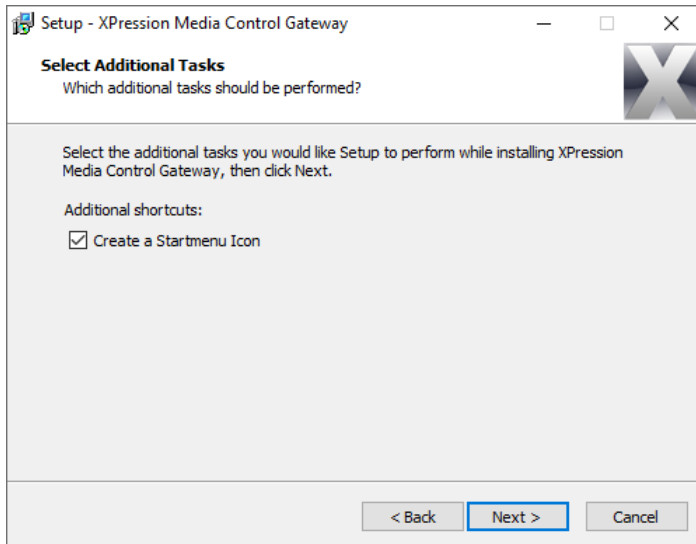 Setup - XPression Media Control Gateway
Select Additional Tasks
Which additional tasks should be performed?
Select the additional tasks you would like Setup to perform while installing XPression
Media Control Gateway, then click Next.
Additional shortcuts:
Create a Startmenu Icon
< Back Next > Cancel